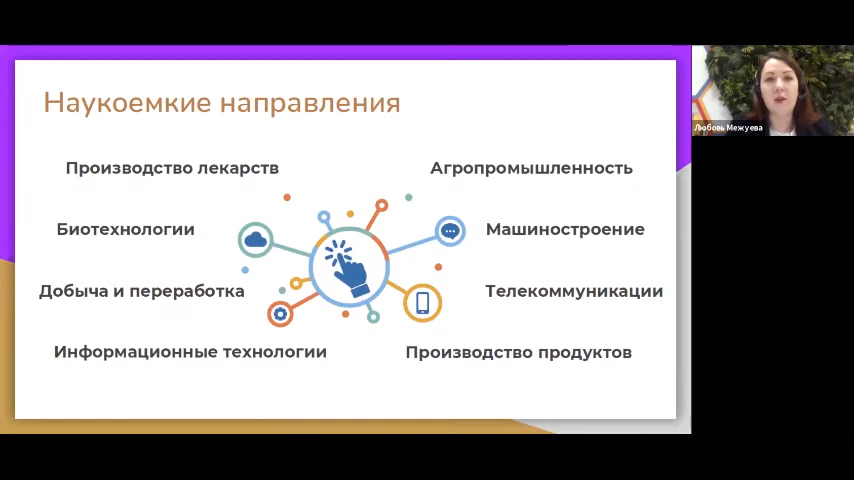 Наукоемкие направления
Производство лекарств
Агропромышленность
Биотехнологии
Машиностроение
Добыча и переработка
Телекоммуникации
Информационные технологии
Производство продуктов
Любовь Межуева